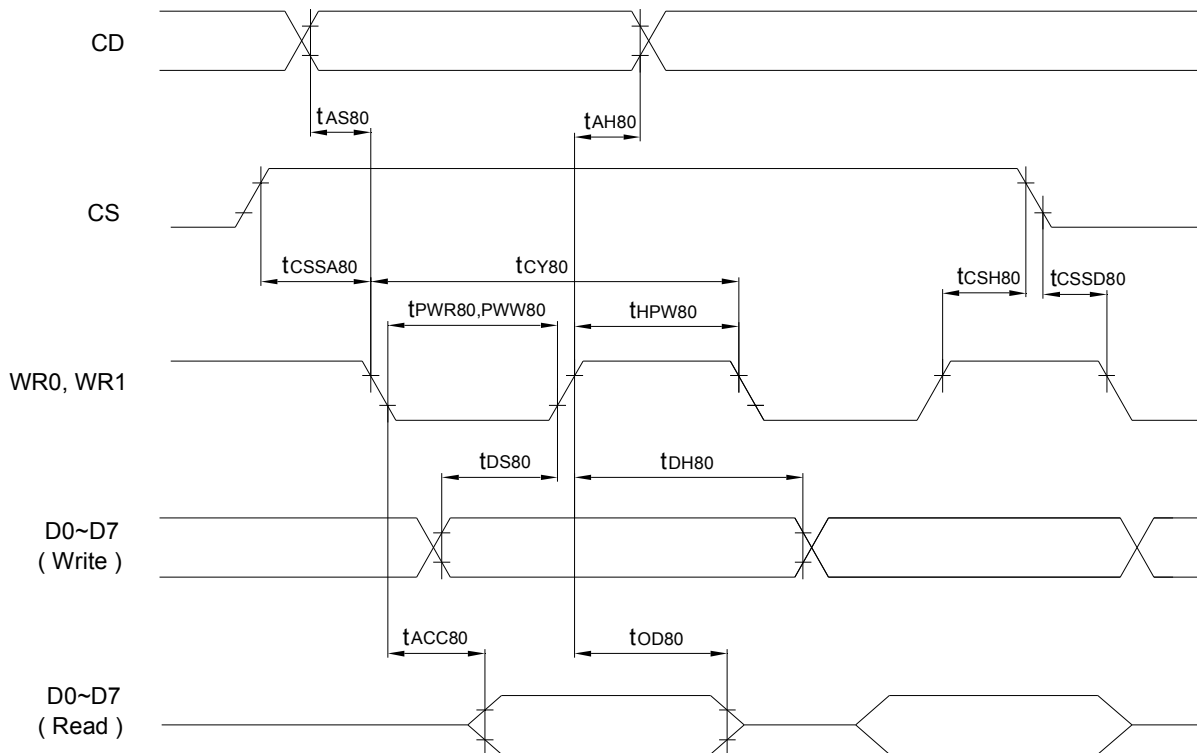 CD
tAS80
tAH80
CS
tCSSA80
tCY80
tCSH80
tCSSD80
tPWR80,PWW80
tHPW80
WR0, WR1
tDS80
tDH80
D0~D7
( Write )
tACC80
tOD80
D0~D7
( Read )